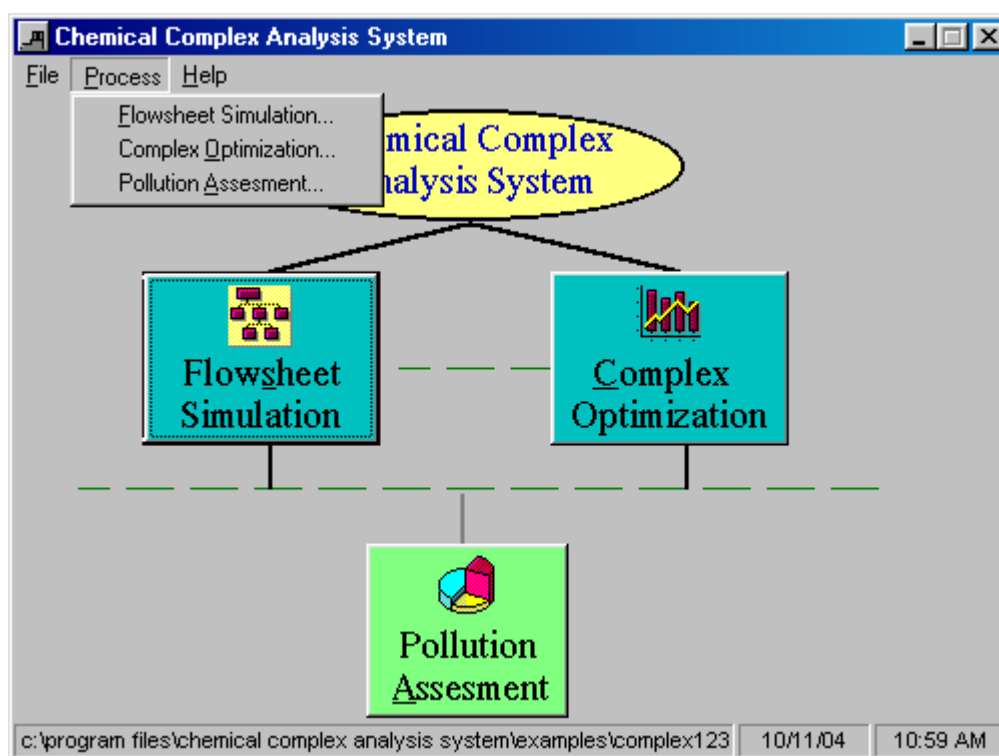 Chemical Complex Analysis System
File Process Help
Flowsheet Simulation...
Complex Optimization...
Pollution Assesment...
mical Complex
nalysis System
Flowsheet
Simulation
Complex
Optimization
Pollution
Assesment
c:\program files\chemical complex analysis system\examples\complex123 10/11/04 10:59 AM